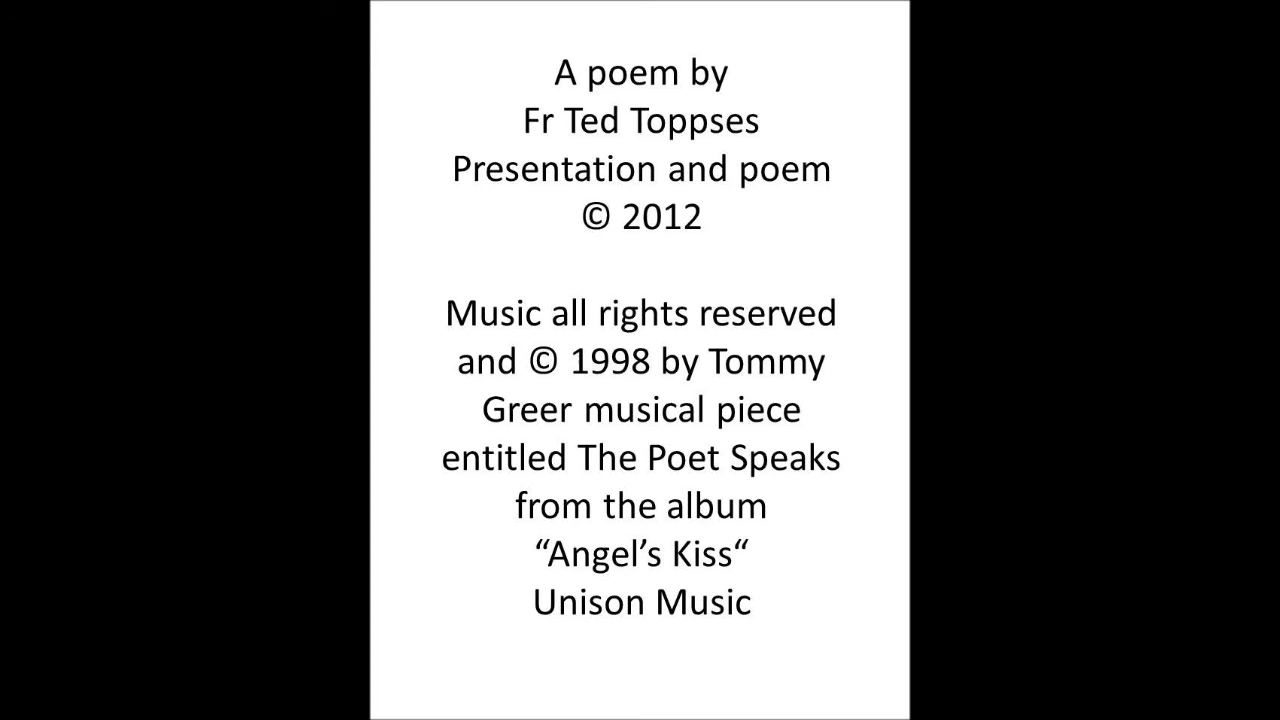 A poem by
Fr Ted Toppses
Presentation and poem
© 2012
Music all rights reserved
and © 1998 by Tommy
Greer musical piece
entitled The Poet Speaks
from the album
“Angel’s Kiss“
Unison Music